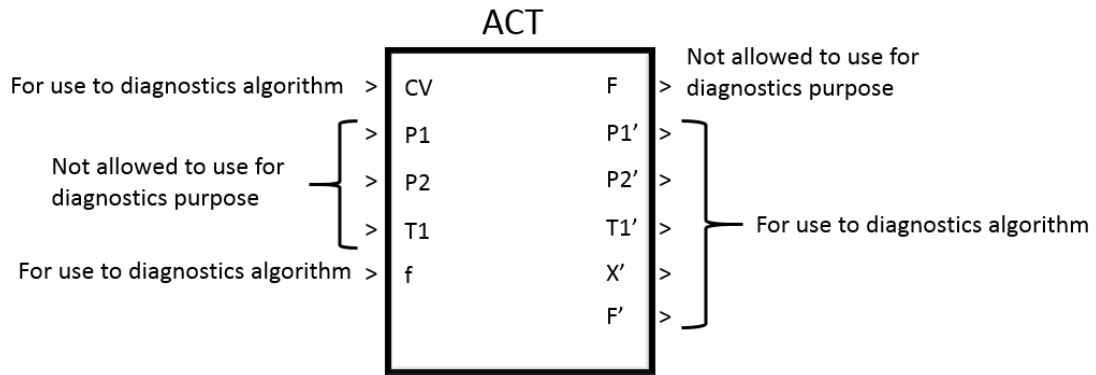 ACT
For use to diagnostics algorithm > CV
> P1
Not allowed to use for
diagnostics purpose
> P2
> T1
For use to diagnostics algorithm > f
F > Not allowed to use for
diagnostics purpose
P1’ >
P2’ >
T1’ > For use to diagnostics algorithm
X’ >
F’ >